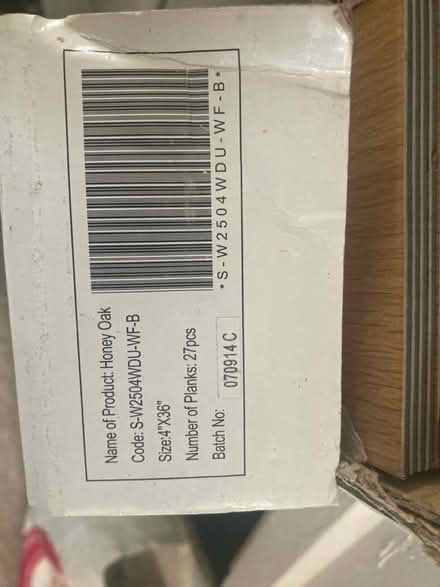 *S-W2504WDU-WF-B*
Name of Product: Honey Oak
Code: S-W2504WDU-WF-B
Size:4"X36"
Number of Planks: 27pcs
Batch No: 070914 C